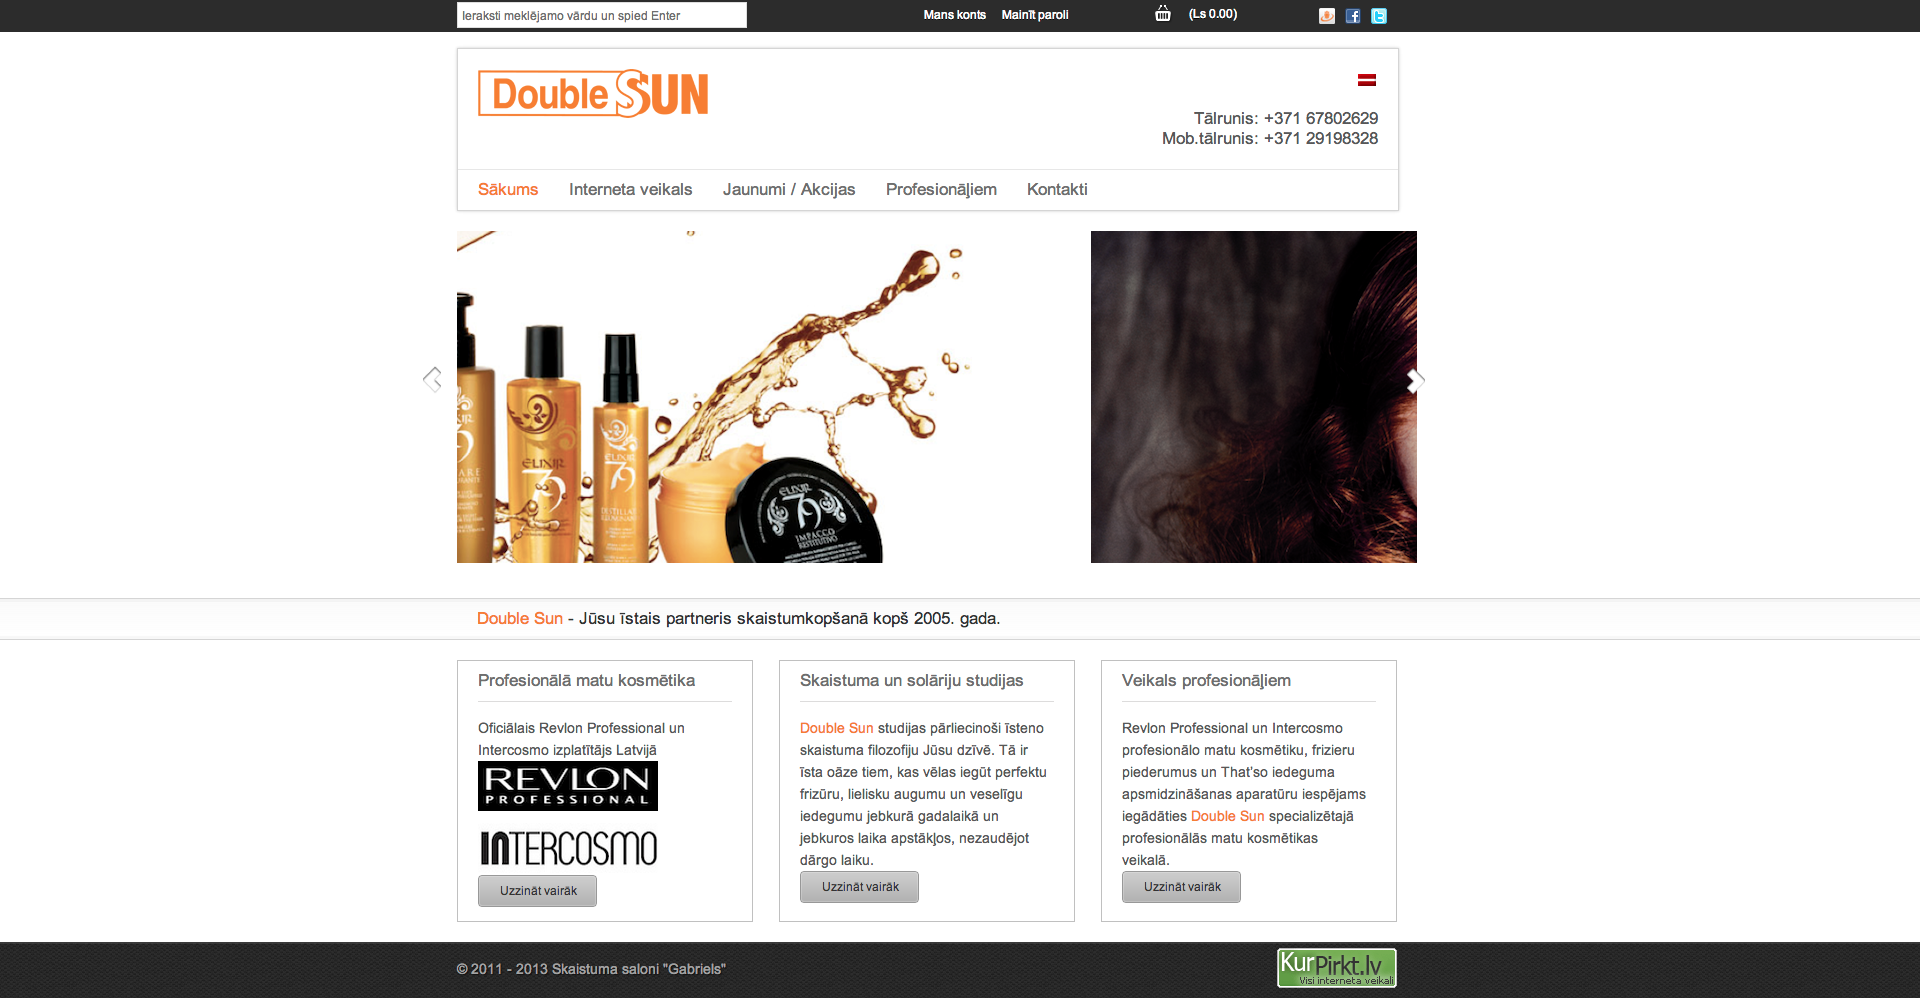 Ieraksti meklējamo vārdu un spied Enter
Mans konts
Mainīt paroli
(Ls 0.00)
Double SUN
Tālrunis: +371 67802629
Mob.tālrunis: +371 29198328
Sākums
Interneta veikals
Jaunumi / Akcijas
Profesionāļiem
Kontakti
ELIXIR
79
ELIXIR
79
ELIXIR
79
IMPACCO
RESTITUTIVO
Double Sun - Jūsu īstais partneris skaistumkopšanā kopš 2005. gada.
Profesionālā matu kosmētika
Oficiālais Revlon Professional un
Intercosmo izplatītājs Latvijā
REVLON
PROFESSIONAL
INTERCOSMO
Uzzināt vairāk
Skaistuma un solāriju studijas
Double Sun studijas pārliecinoši īsteno
skaistuma filozofiju Jūsu dzīvē. Tā ir
īsta oāze tiem, kas vēlas iegūt perfektu
frizūru, lielisku augumu un veselīgu
iedegumu jebkurā gadalaikā un
jebkuros laika apstākļos, nezaudējot
dārgo laiku.
Uzzināt vairāk
Veikals profesionāļiem
Revlon Professional un Intercosmo
profesionālo matu kosmētiku, frizieru
piederumus un That'so iedeguma
apsmidzināšanas aparatūru iespējams
iegādāties Double Sun specializētajā
profesionālās matu kosmētikas
veikalā.
Uzzināt vairāk
© 2011 - 2013 Skaistuma saloni "Gabriels"
KurPirkt.lv
Visi interneta veikali